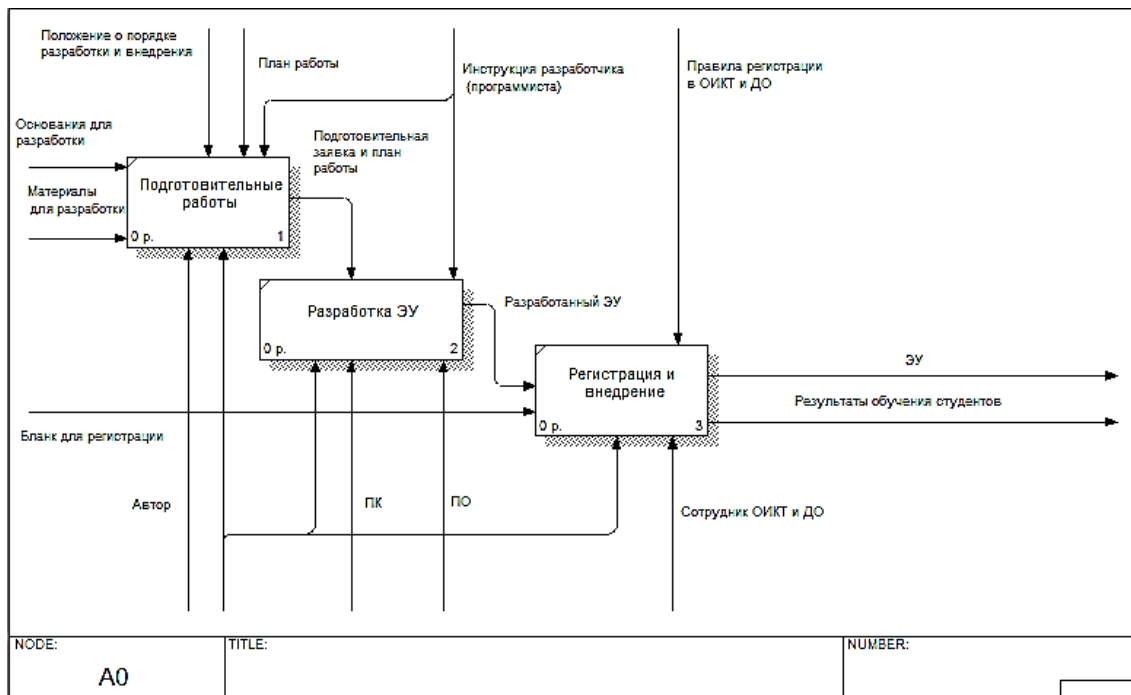 Положение о порядке
разработки и внедрения
План работы
Инструкция разработчика
(программиста)
Правила регистрации
в ОИКТ и ДО
Основания для
разработки
Подготовительная
заявка и план
работы
Материалы
для разработки
Подготовительные
работы
0 р. 1
Разработка ЭУ
0 р. 2
Разработанный ЭУ
Регистрация и
внедрение
0 р. 3
ЭУ
Результаты обучения студентов
Бланк для регистрации
Автор
ПК
ПО
Сотрудник ОИКТ и ДО
NODE:
A0
TITLE:
NUMBER: